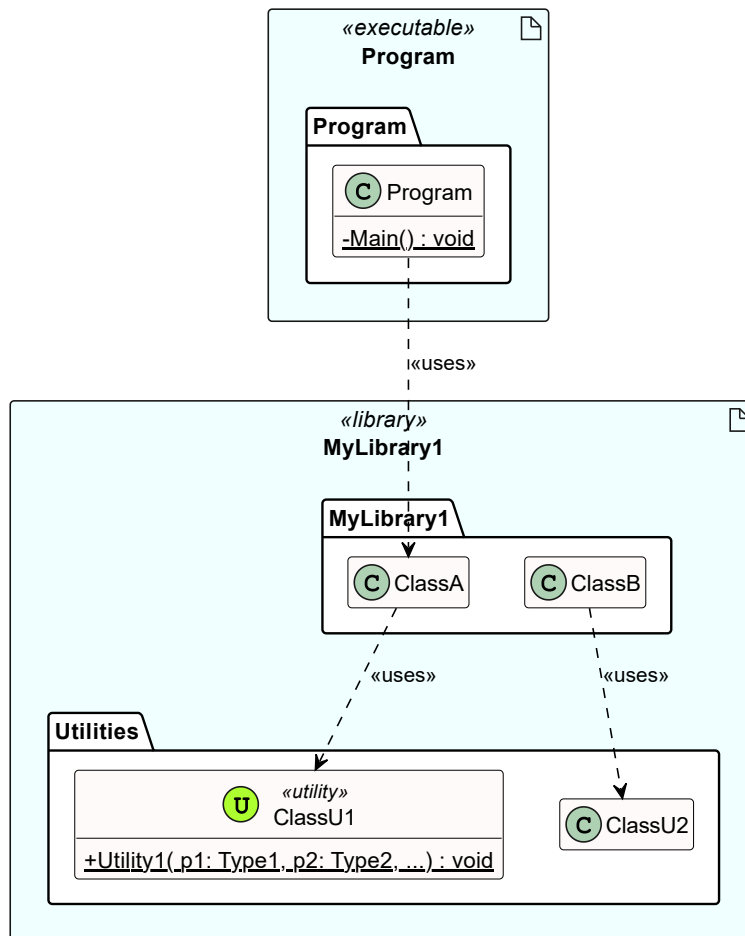 «executable»
Program
Program
C Program
-Main() : void
«uses»
«library»
MyLibrary1
MyLibrary1
C ClassA
C ClassB
«uses»
«uses»
Utilities
«utility»
U
ClassU1
+Utility1( p1: Type1, p2: Type2, ...) : void
C ClassU2